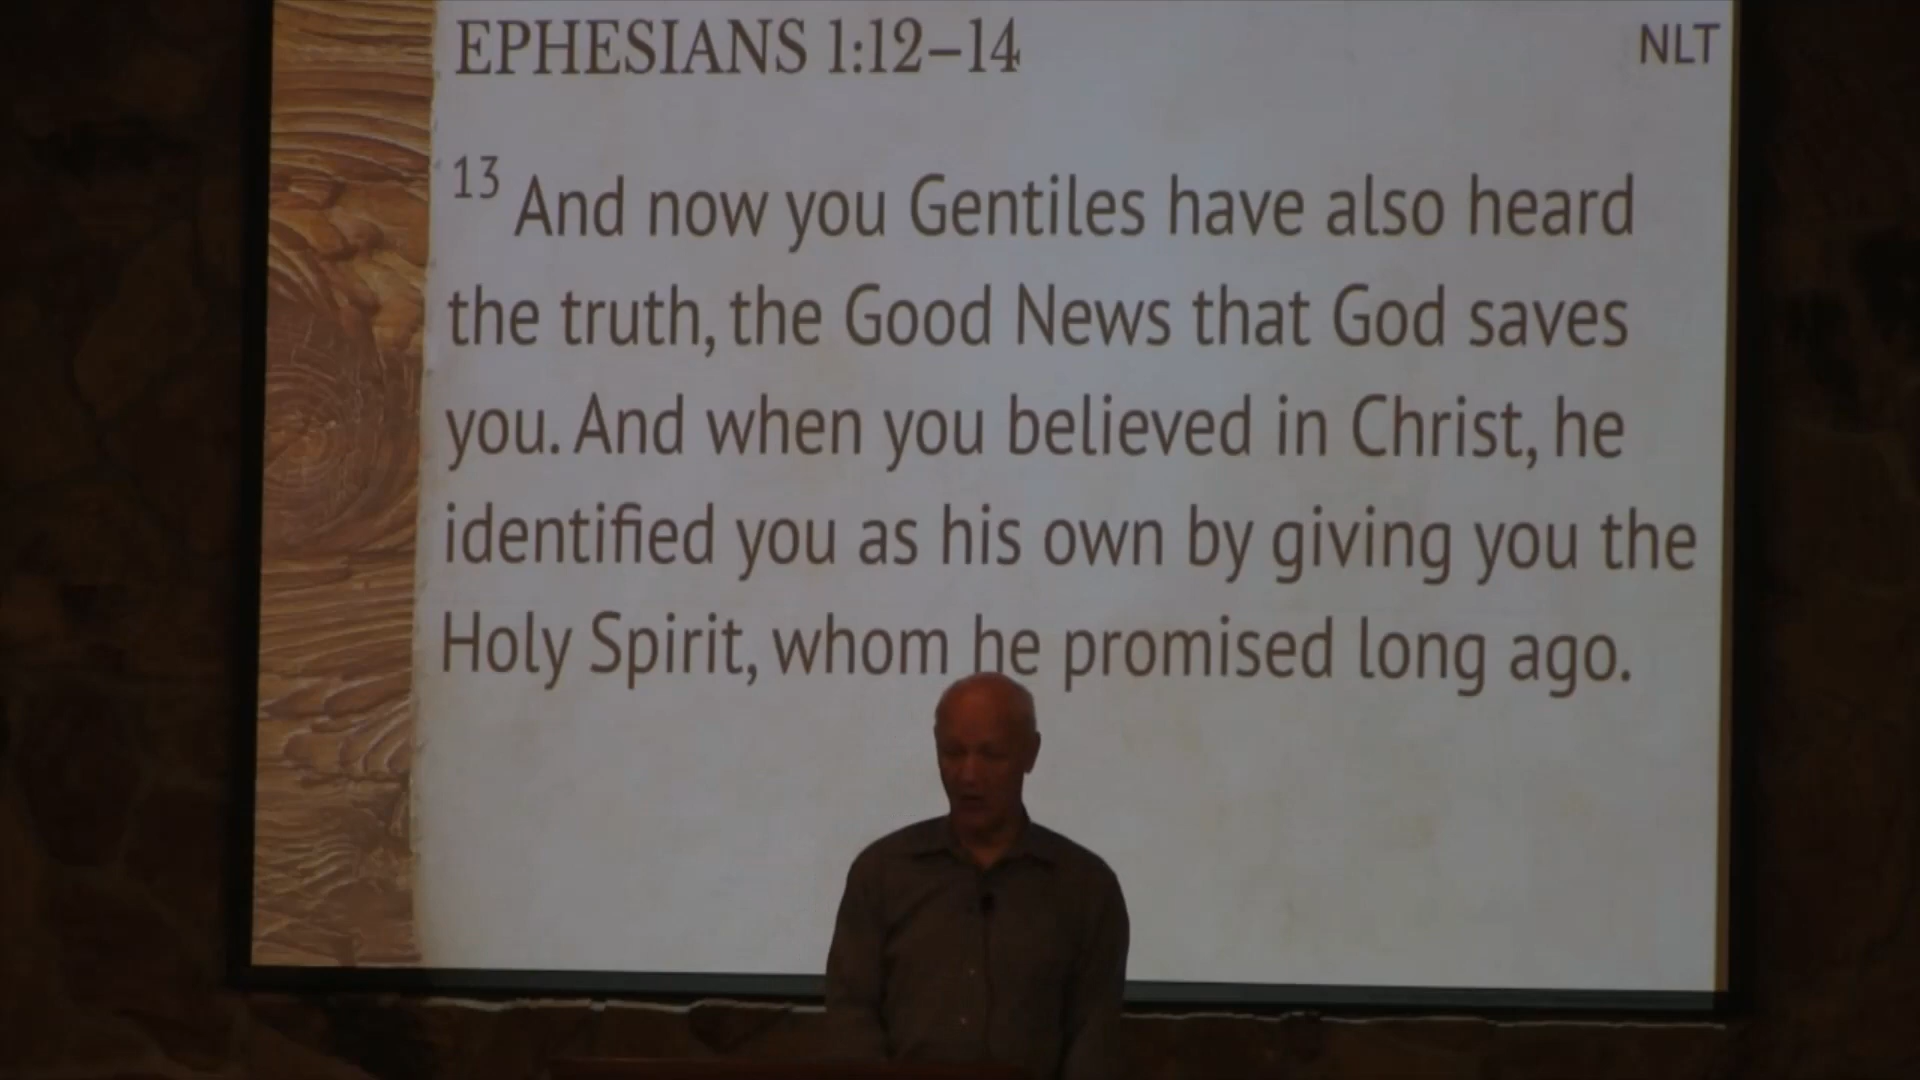 EPHESIANS 1:12–14
NLT
13 And now you Gentiles have also heard
the truth, the Good News that God saves
you. And when you believed in Christ, he
identified you as his own by giving you the
Holy Spirit, whom he promised long ago.